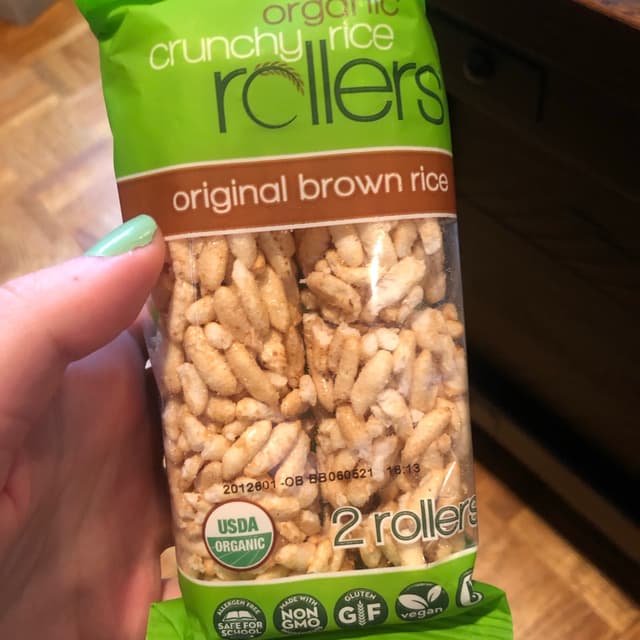 organic
crunchy rice
rollers
original brown rice
2012601-OB BB060521 16:13
USDA
ORGANIC
2 rollers
ALLERGEN FREE
SAFE FOR
SCHOOL
MADE WITH
NON
GMO
GLUTEN
GF
vegan